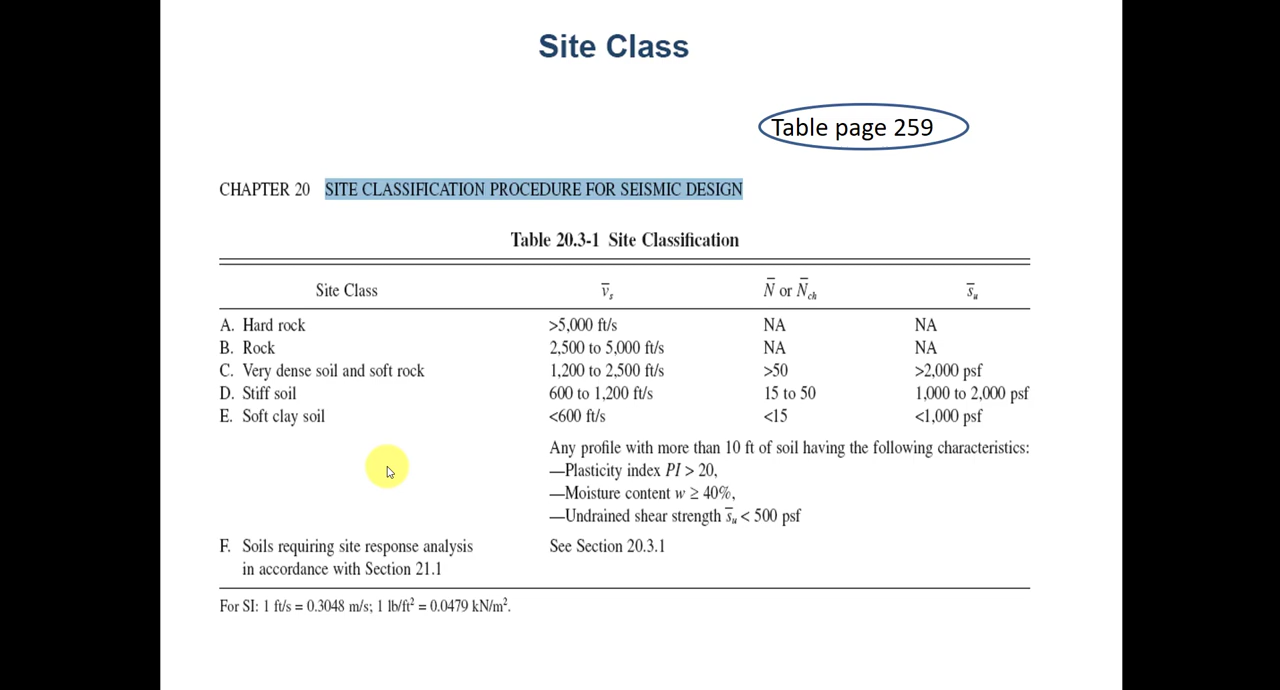 Site Class
Table page 259
CHAPTER 20 SITE CLASSIFICATION PROCEDURE FOR SEISMIC DESIGN
Table 20.3-1 Site Classification
Site Class v̅ₛ N̅ or N̅ch s̅ᵤ
A. Hard rock >5,000 ft/s NA NA
B. Rock 2,500 to 5,000 ft/s NA NA
C. Very dense soil and soft rock 1,200 to 2,500 ft/s >50 >2,000 psf
D. Stiff soil 600 to 1,200 ft/s 15 to 50 1,000 to 2,000 psf
E. Soft clay soil <600 ft/s <15 <1,000 psf
Any profile with more than 10 ft of soil having the following characteristics:
—Plasticity index PI > 20,
—Moisture content w ≥ 40%,
—Undrained shear strength s̅ᵤ < 500 psf
F. Soils requiring site response analysis See Section 20.3.1
in accordance with Section 21.1
For SI: 1 ft/s = 0.3048 m/s; 1 lb/ft² = 0.0479 kN/m².